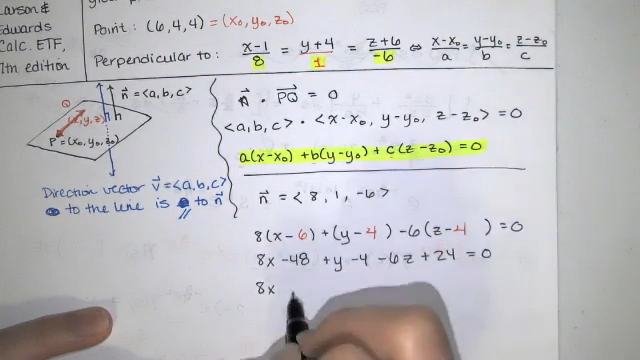 Larson &
Edwards
Calc. ETF,
7th edition
Point: (6,4,4) = (x₀, y₀, z₀)
Perpendicular to: x-1/8 = y+4/1 = z+6/-6 ⇔ x-x₀/a = y-y₀/b = z-z₀/c
n⃗ = <a,b,c>
Q
(x,y,z)
P = (x₀, y₀, z₀)
Direction vector v⃗ = <a,b,c>
to the line is // to n⃗
n⃗ · PQ⃗ = 0
<a,b,c> · <x-x₀, y-y₀, z-z₀> = 0
a(x-x₀) + b(y-y₀) + c(z-z₀) = 0
n⃗ = <8, 1, -6>
8(x-6) + (y-4) -6(z-4) = 0
8x -48 + y -4 -6z +24 = 0
8x